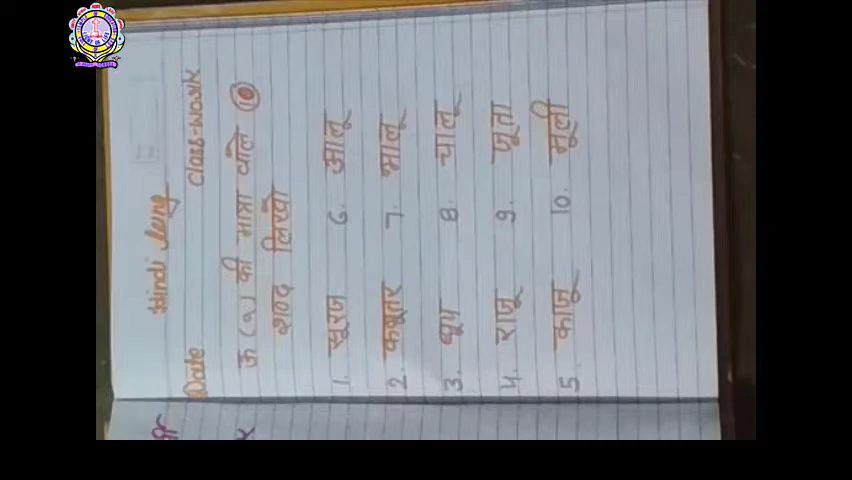 Hindi Lang
Date class-work
ऊ ( ू ) की मात्रा वाले 10
शब्द लिखो
1. सूरज 6. आलू
2. कबूतर 7. भालू
3. धूप 8. चालू
4. राजू 9. जूता
5. काजू 10. मूली